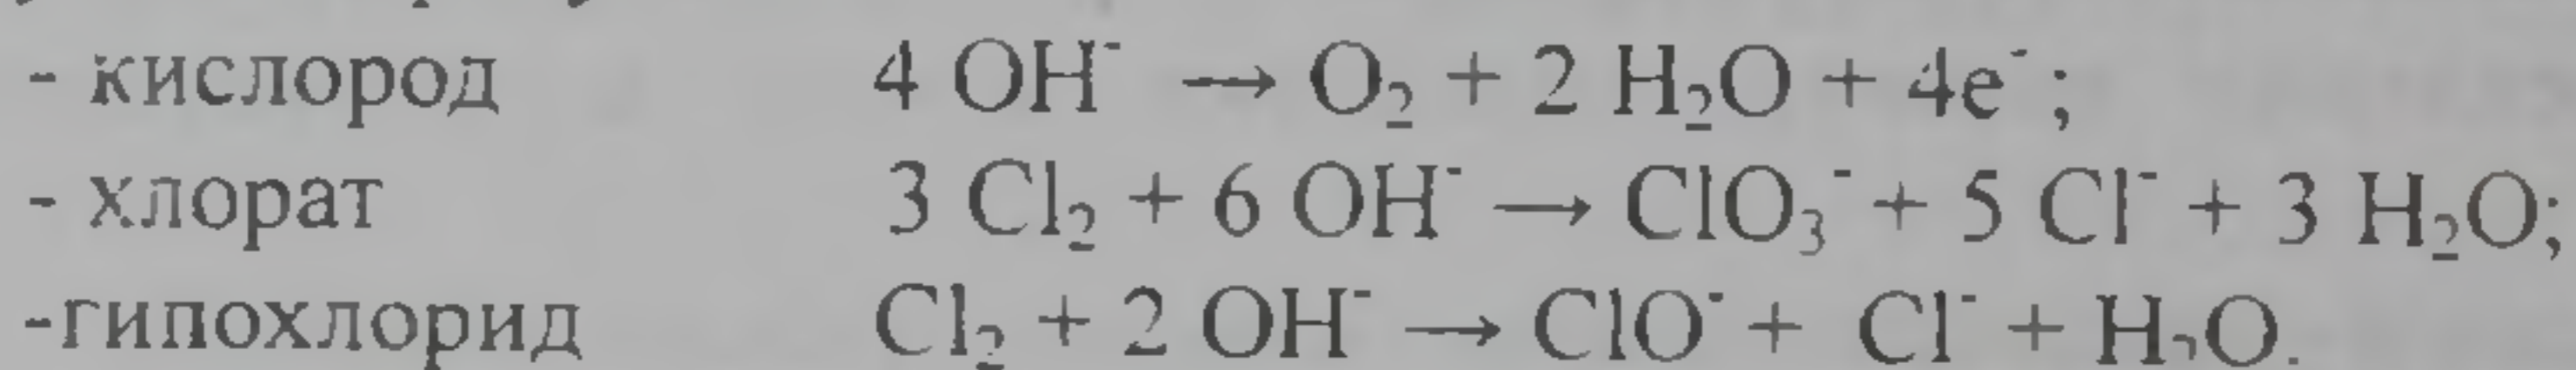 - кислород 4 OH⁻ → O₂ + 2 H₂O + 4e⁻;
- хлорат 3 Cl₂ + 6 OH⁻ → ClO₃⁻ + 5 Cl⁻ + 3 H₂O;
-гипохлорид Cl₂ + 2 OH⁻ → ClO⁻ + Cl⁻ + H₂O.